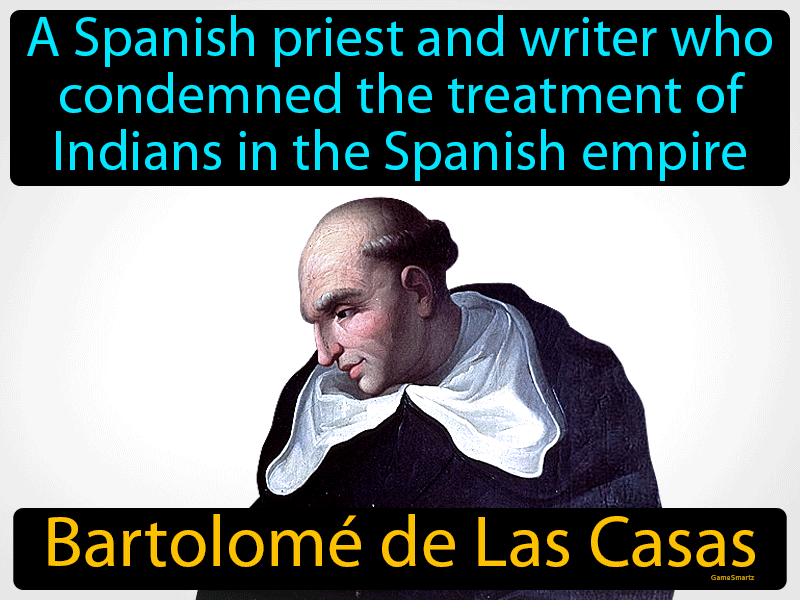 A Spanish priest and writer who
condemned the treatment of
Indians in the Spanish empire
Bartolomé de Las Casas
GameSmartz